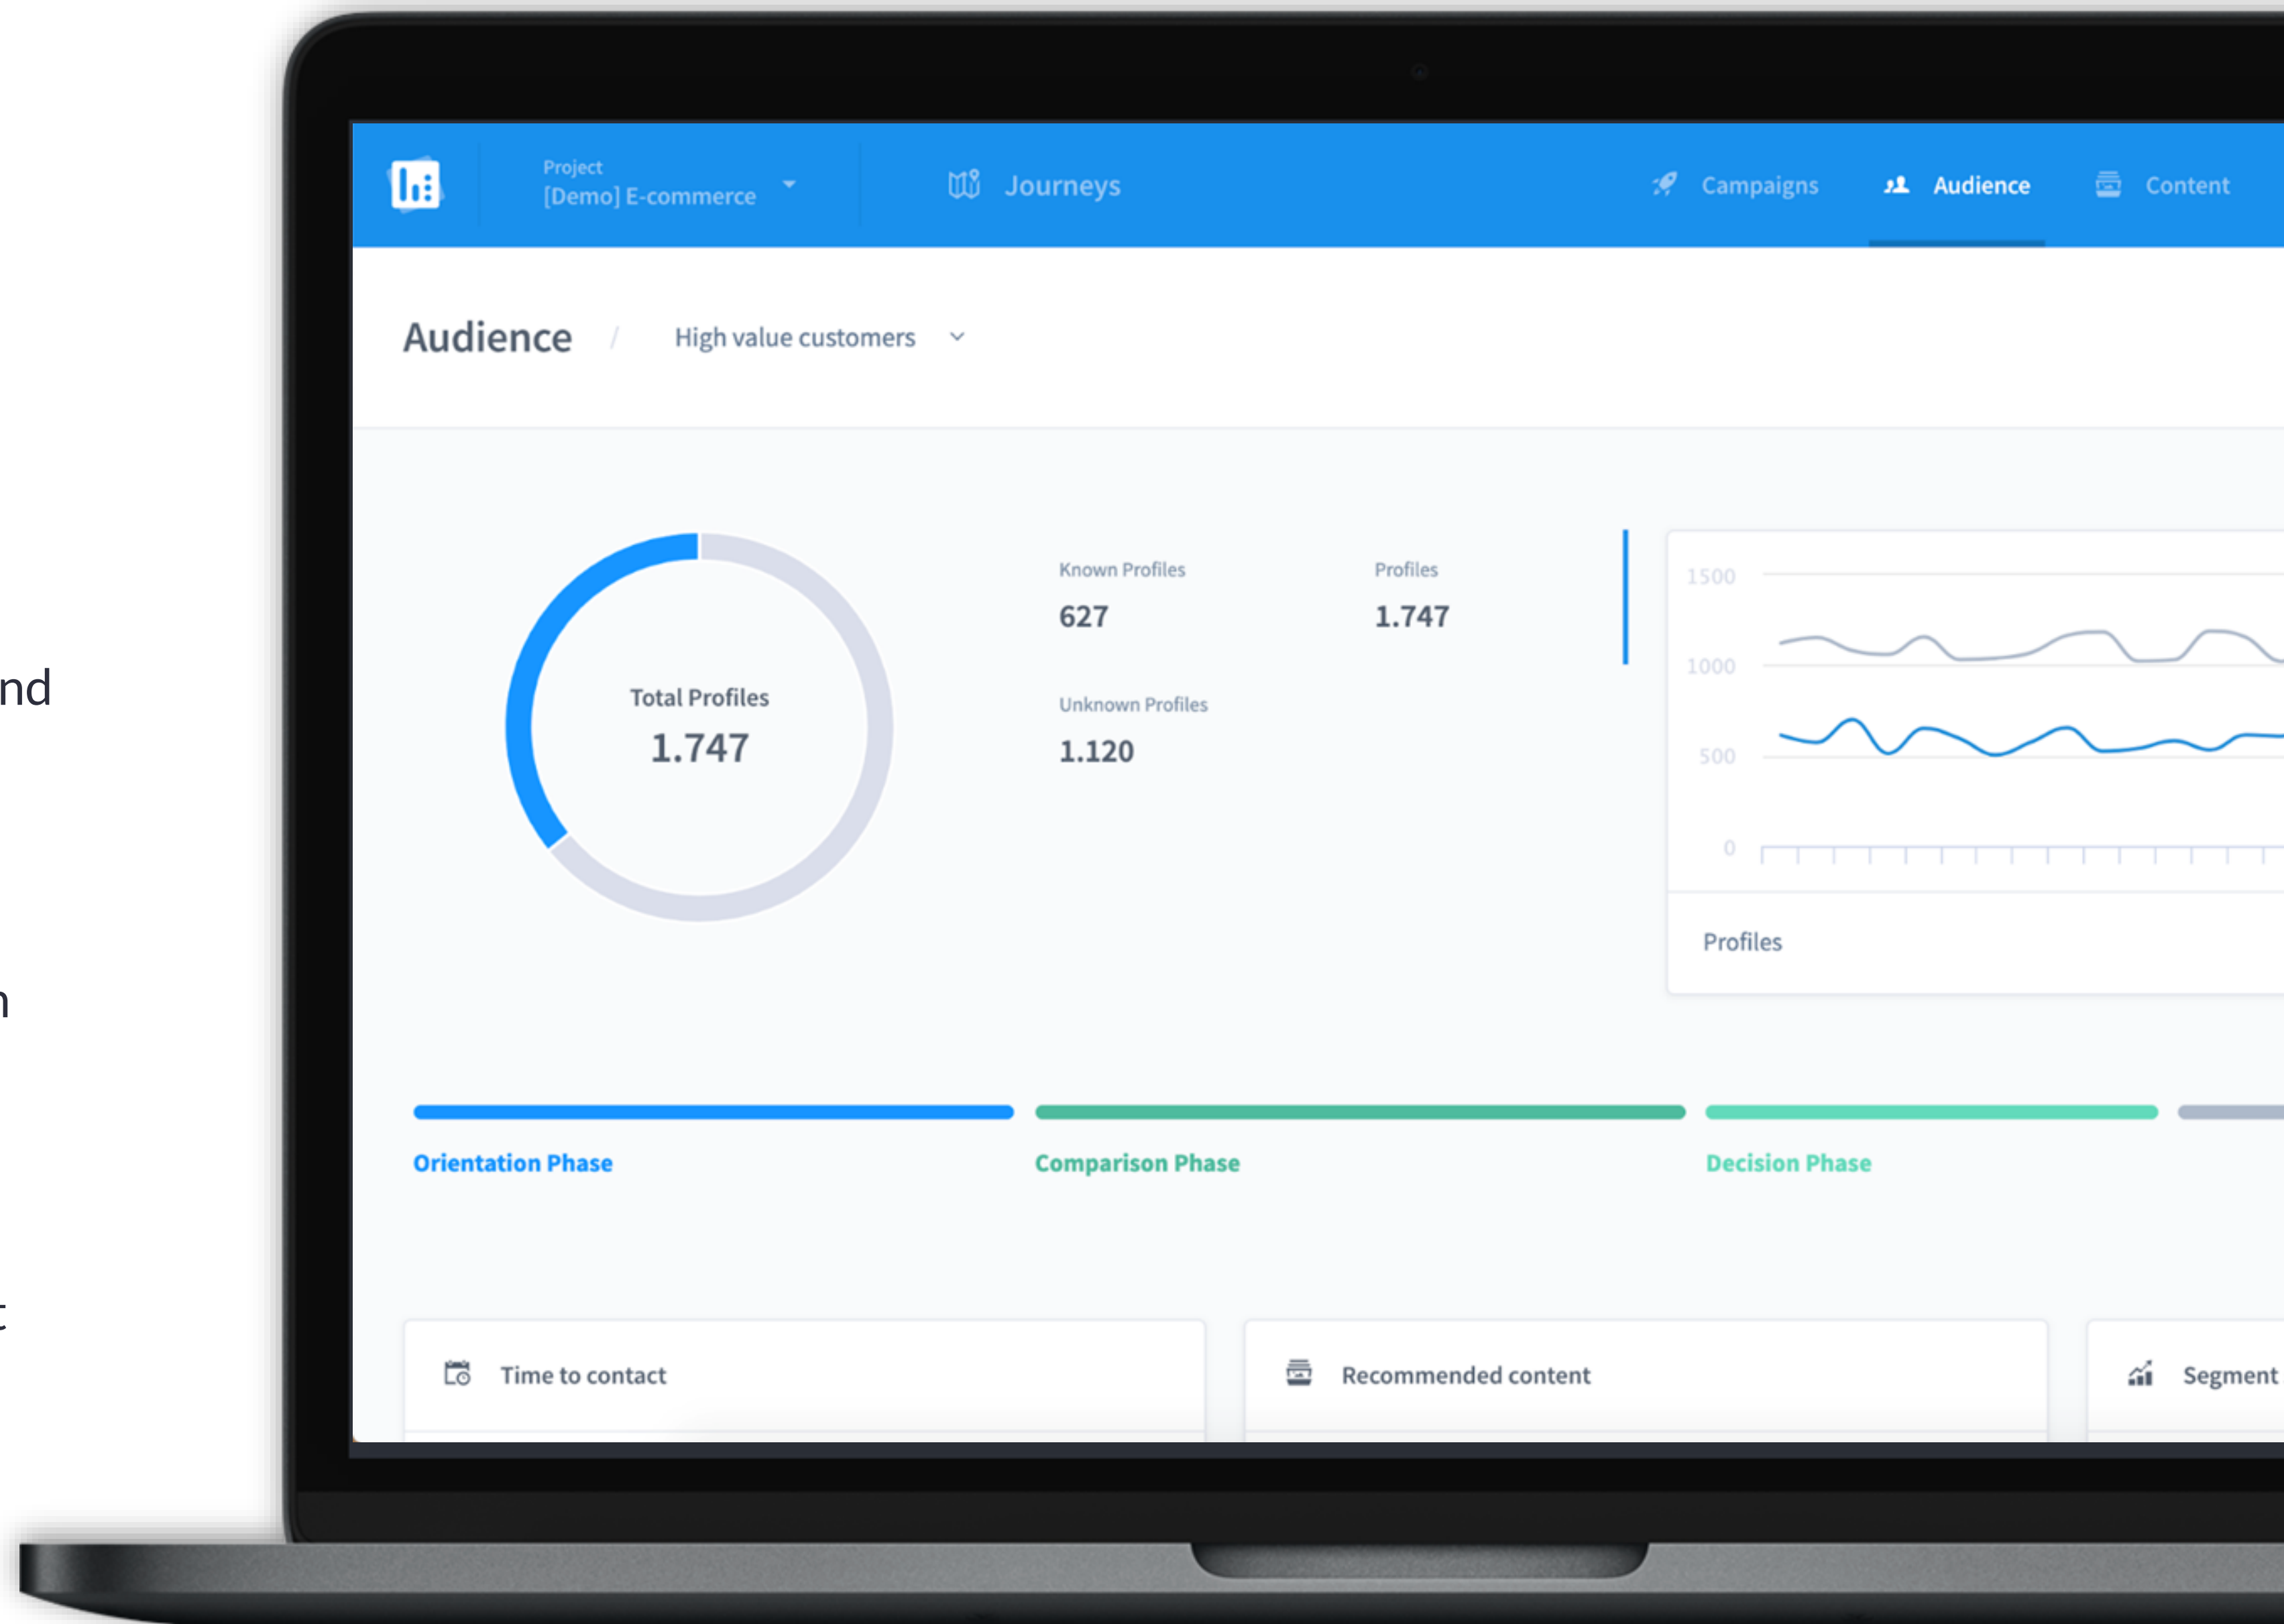 Project
[Demo] E-commerce
Journeys
Campaigns
Audience
Content
Audience / High value customers
Known Profiles
Profiles
627
1.747
Total Profiles
1.747
Unknown Profiles
1.120
1500
1000
500
0
Profiles
nd
n
t
Orientation Phase
Comparison Phase
Decision Phase
Time to contact
Recommended content
Segment